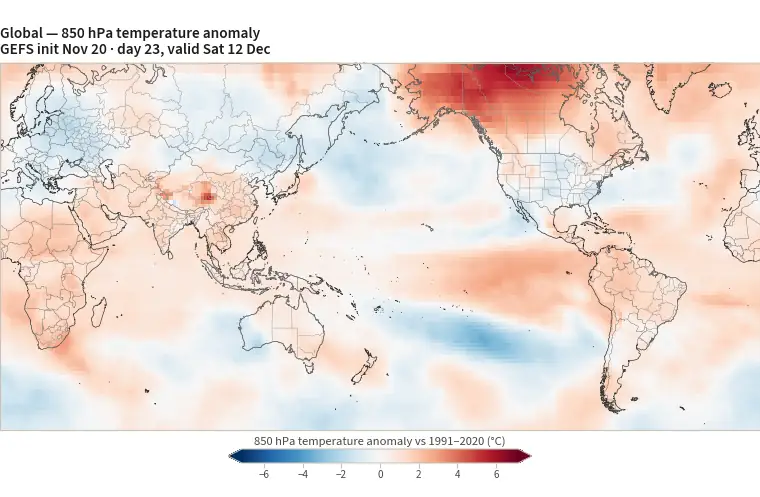 Global — 850 hPa temperature anomaly
GEFS init Nov 20 · day 23, valid Sat 12 Dec
850 hPa temperature anomaly vs 1991–2020 (°C)
−6 −4 −2 0 2 4 6